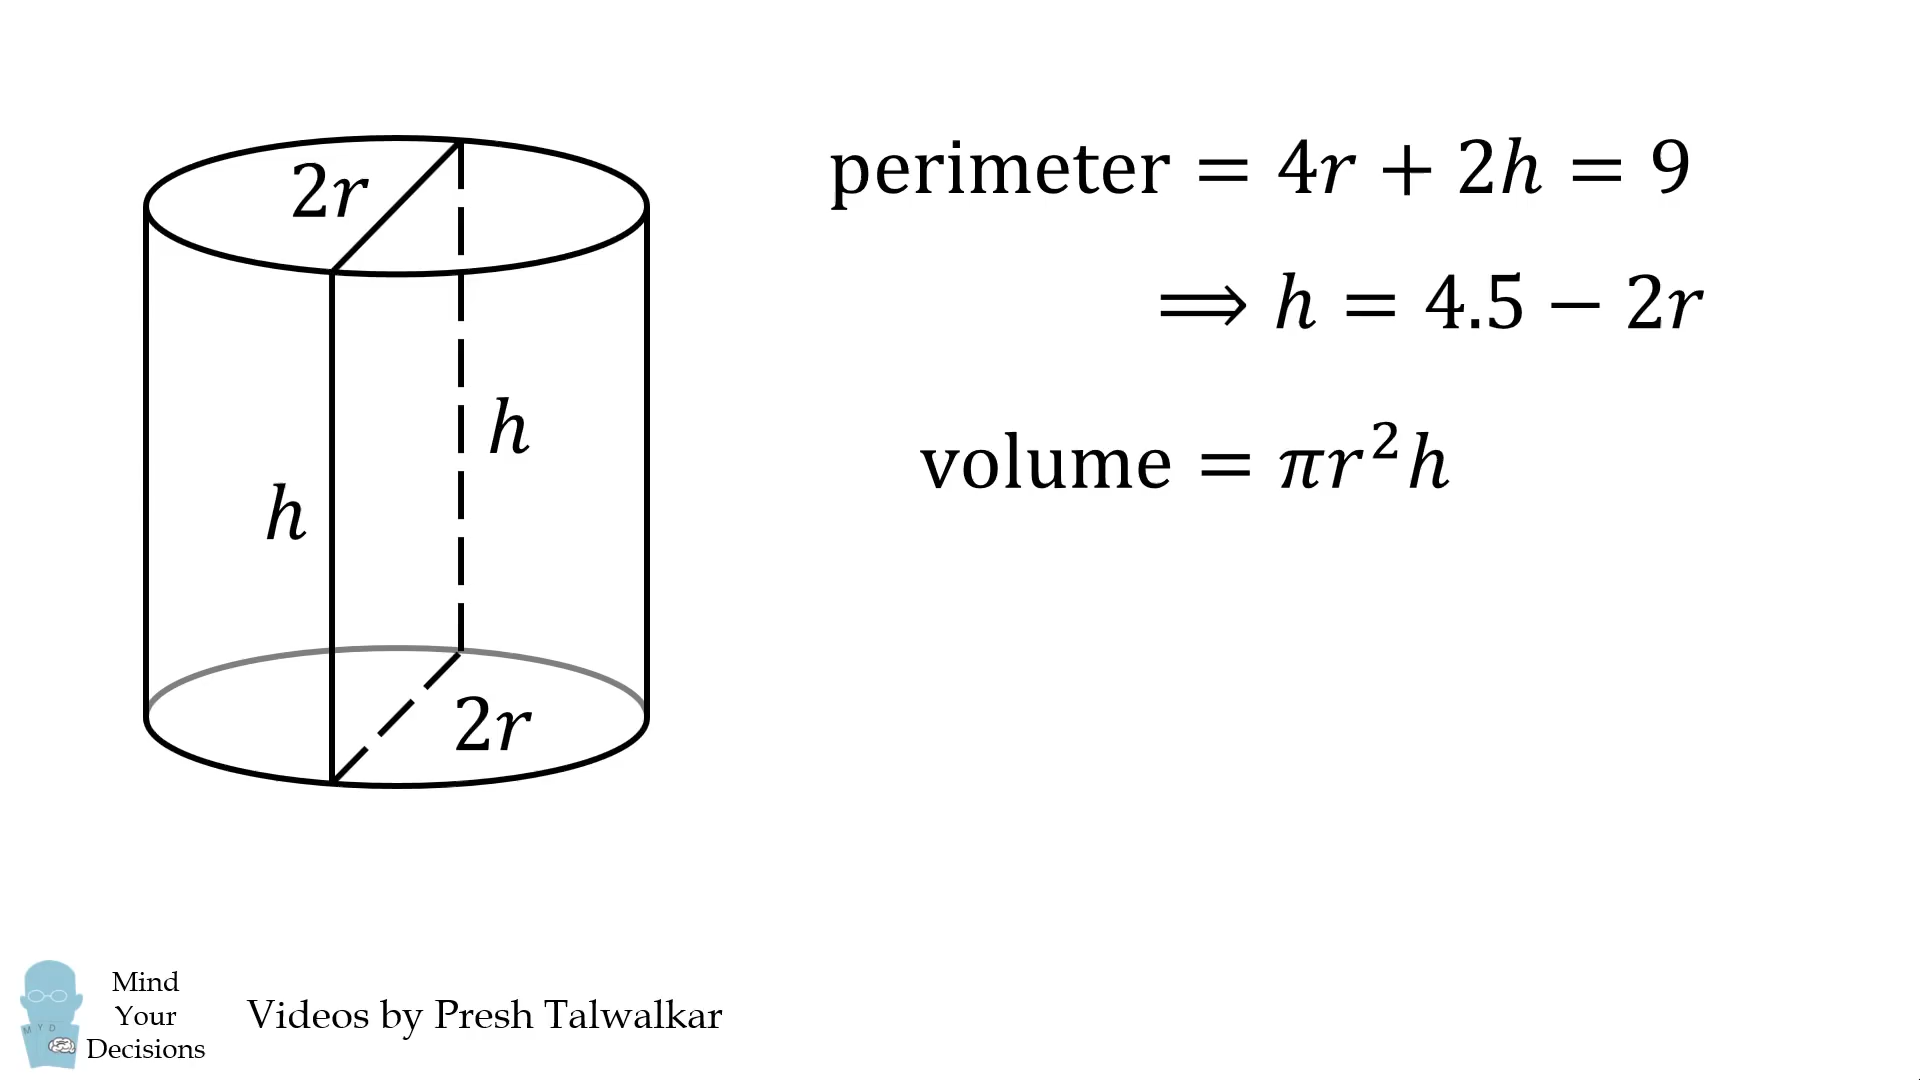 2r
perimeter = 4r + 2h = 9
⟹ h = 4.5 − 2r
h
volume = πr²h
h
2r
Mind
Your
Decisions
M Y D
Videos by Presh Talwalkar